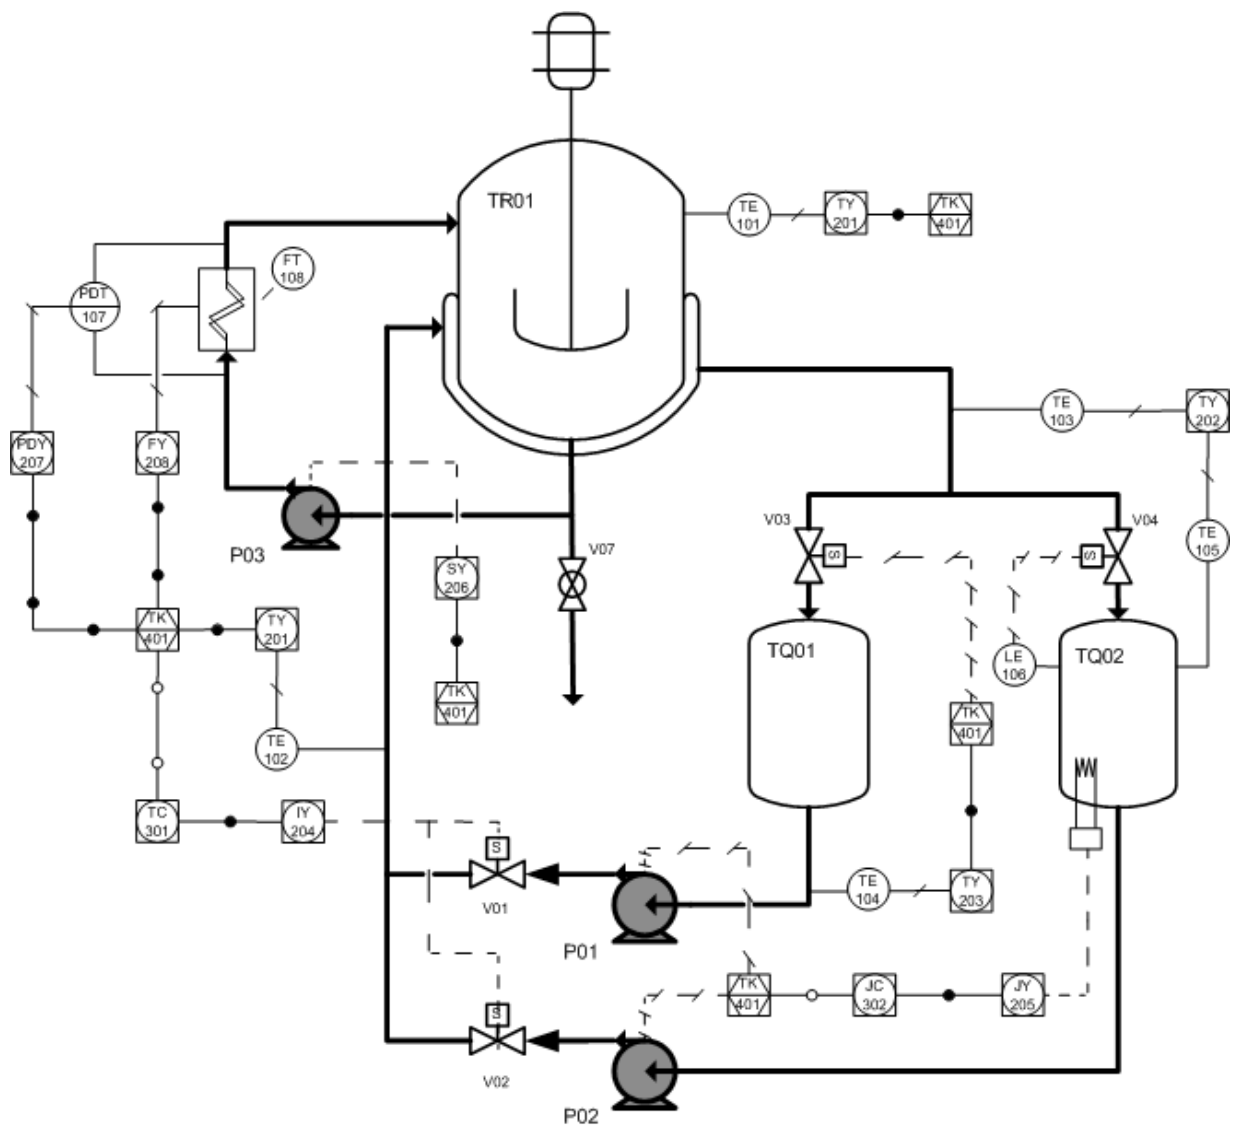 TR01
TE
101
TY
201
TK
401
FT
108
PDT
107
TE
103
TY
202
PDY
207
FY
208
V03
V04
S
S
TE
105
P03
V07
SY
206
TK
401
TY
201
TQ01
LE
106
TQ02
TK
401
TK
401
TE
102
TC
301
IY
204
S
V01
TE
104
TY
203
P01
TK
401
JC
302
JY
205
S
V02
P02